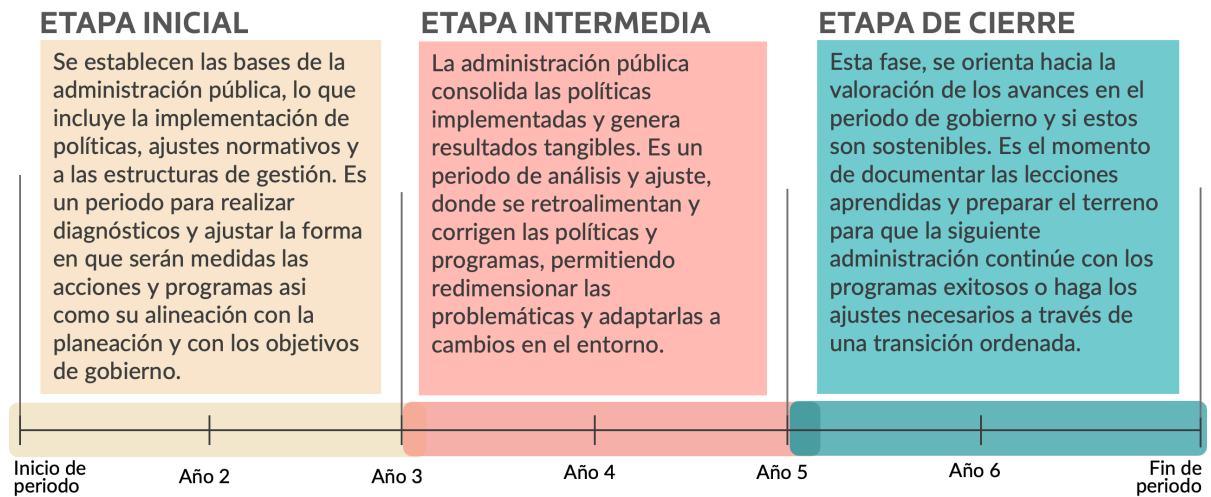 ETAPA INICIAL
Se establecen las bases de la
administración pública, lo que
incluye la implementación de
políticas, ajustes normativos y
a las estructuras de gestión. Es
un periodo para realizar
diagnósticos y ajustar la forma
en que serán medidas las
acciones y programas asi
como su alineación con la
planeación y con los objetivos
de gobierno.
ETAPA INTERMEDIA
La administración pública
consolida las políticas
implementadas y genera
resultados tangibles. Es un
periodo de análisis y ajuste,
donde se retroalimentan y
corrigen las políticas y
programas, permitiendo
redimensionar las
problemáticas y adaptarlas a
cambios en el entorno.
ETAPA DE CIERRE
Esta fase, se orienta hacia la
valoración de los avances en el
periodo de gobierno y si estos
son sostenibles. Es el momento
de documentar las lecciones
aprendidas y preparar el terreno
para que la siguiente
administración continúe con los
programas exitosos o haga los
ajustes necesarios a través de
una transición ordenada.
Inicio de
periodo
Año 2
Año 3
Año 4
Año 5
Año 6
Fin de
periodo